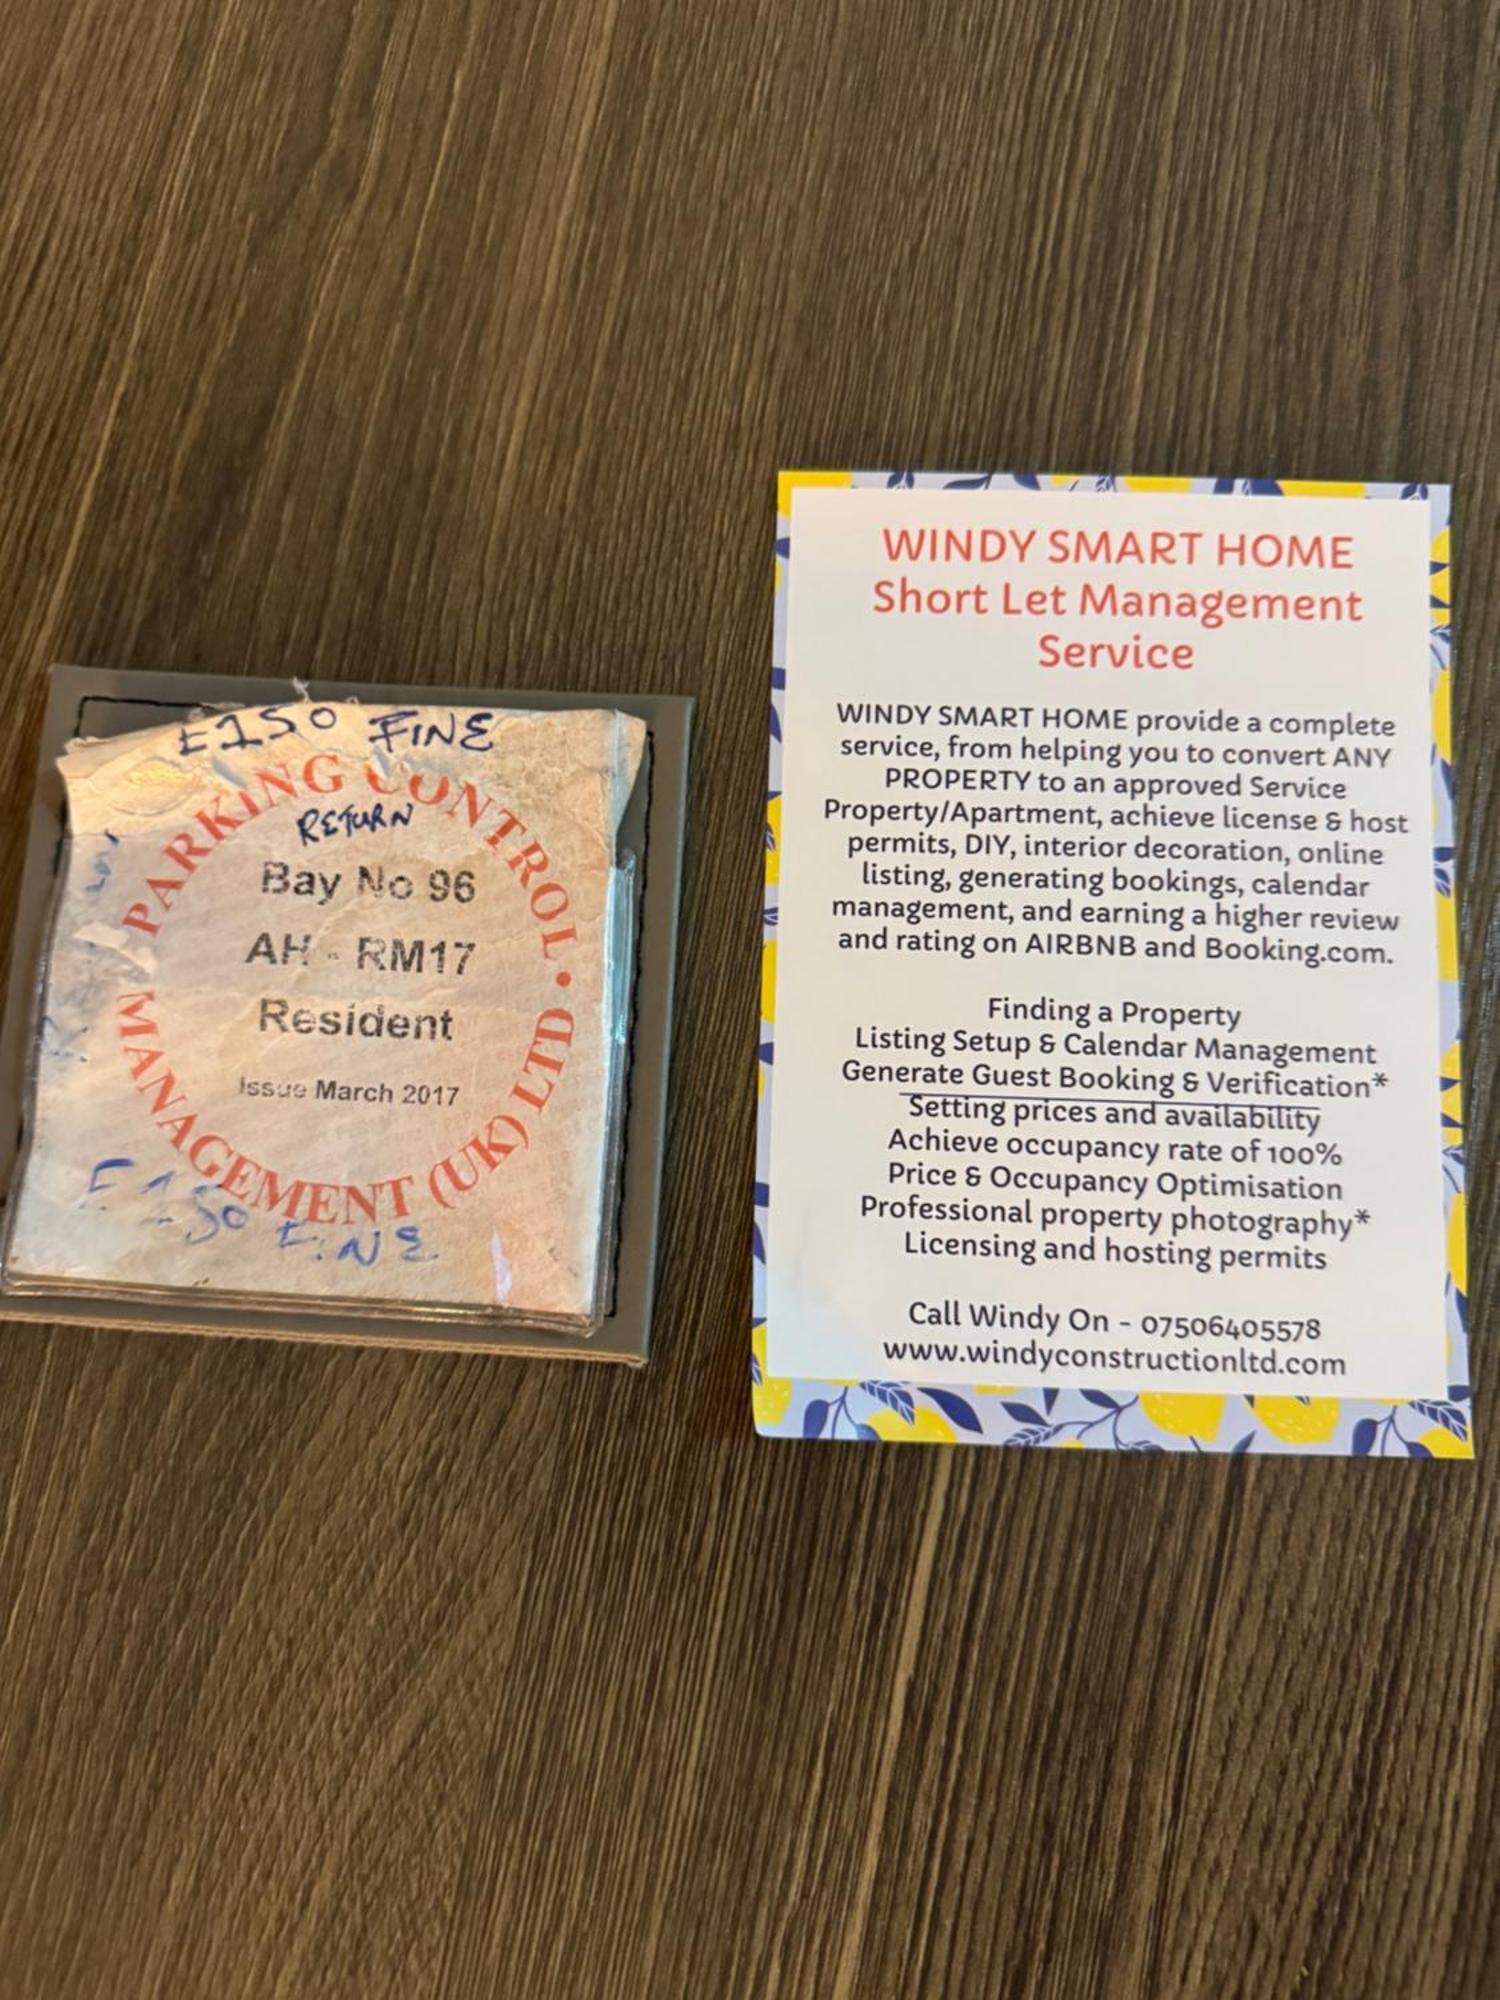 £150 FINE
PARKING CONTROL
RETURN
Bay No 96
AH - RM17
Resident
Issue March 2017
MANAGEMENT (UK) LTD •
£150 FINE
WINDY SMART HOME
Short Let Management
Service
WINDY SMART HOME provide a complete
service, from helping you to convert ANY
PROPERTY to an approved Service
Property/Apartment, achieve license & host
permits, DIY, interior decoration, online
listing, generating bookings, calendar
management, and earning a higher review
and rating on AIRBNB and Booking.com.
Finding a Property
Listing Setup & Calendar Management
Generate Guest Booking & Verification*
Setting prices and availability
Achieve occupancy rate of 100%
Price & Occupancy Optimisation
Professional property photography*
Licensing and hosting permits
Call Windy On - 07506405578
www.windyconstructionltd.com